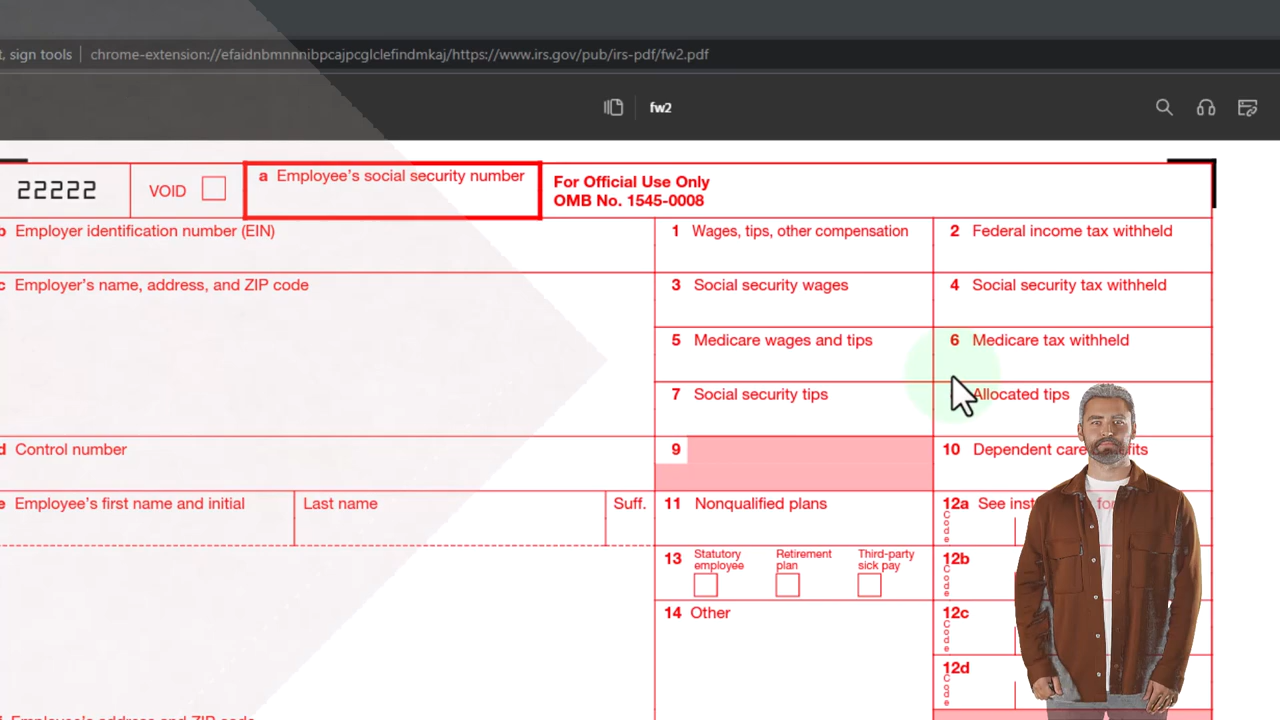 , sign tools chrome-extension://efaidnbmnnnibpcajpcglclefindmkaj/https://www.irs.gov/pub/irs-pdf/fw2.pdf
fw2
22222 VOID a Employee's social security number For Official Use Only
OMB No. 1545-0008
b Employer identification number (EIN) 1 Wages, tips, other compensation 2 Federal income tax withheld
c Employer's name, address, and ZIP code 3 Social security wages 4 Social security tax withheld
5 Medicare wages and tips 6 Medicare tax withheld
7 Social security tips Allocated tips
d Control number 9 10 Dependent care
e Employee's first name and initial Last name Suff. 11 Nonqualified plans 12a See
Code
13 Statutory employee Retirement plan Third-party sick pay 12b
Code
14 Other 12c
Code
12d
Code
Employee's address and ZIP code